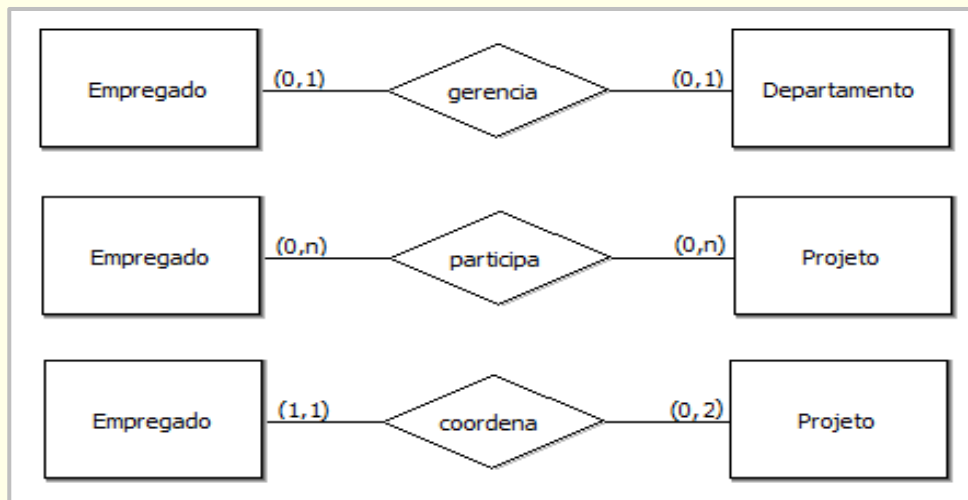 Empregado (0,1) gerencia (0,1) Departamento
Empregado (0,n) participa (0,n) Projeto
Empregado (1,1) coordena (0,2) Projeto